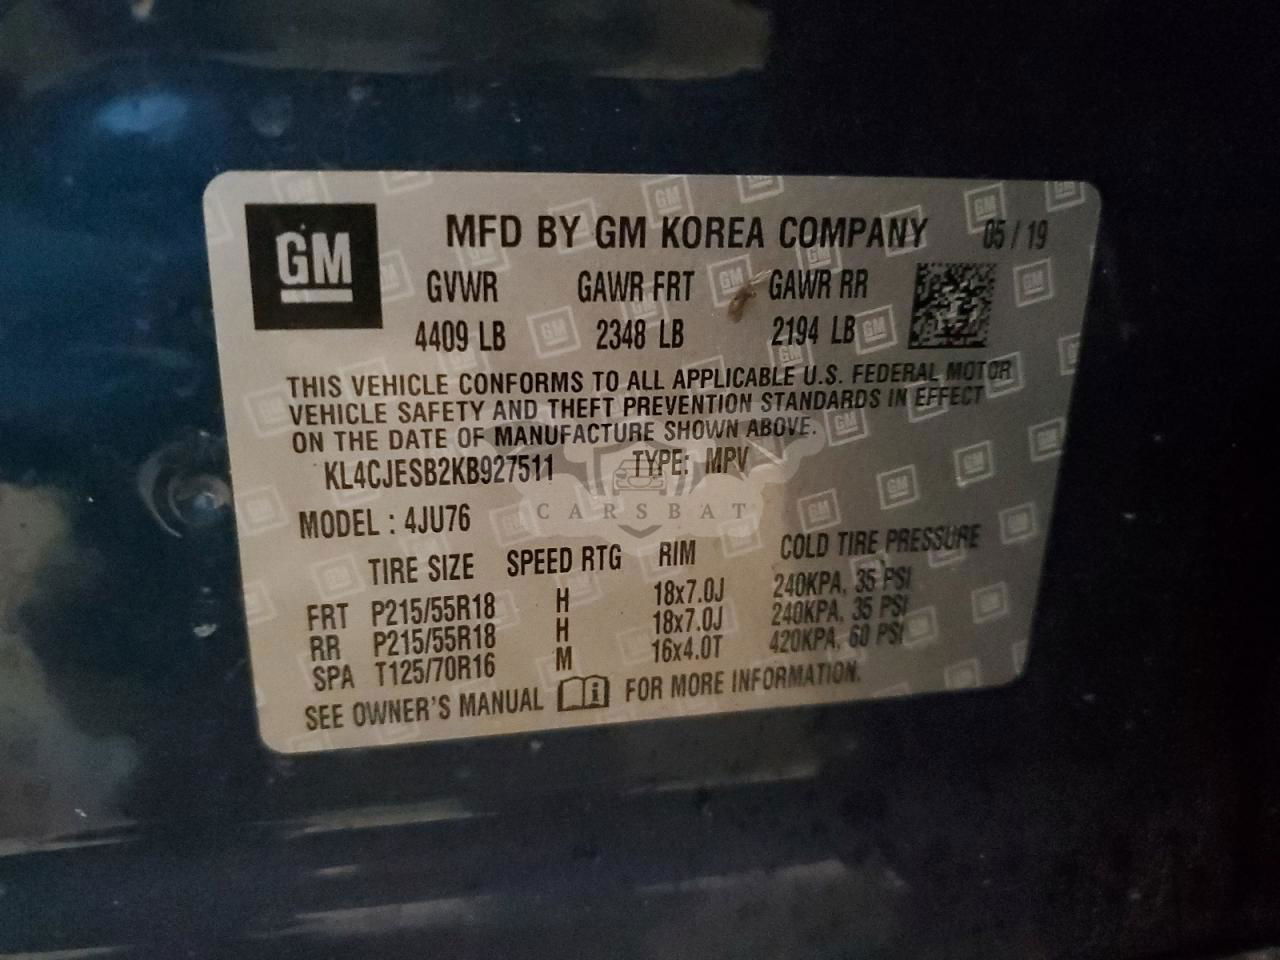 GM
MFD BY GM KOREA COMPANY 05/19
GVWR GAWR FRT GAWR RR
4409 LB 2348 LB 2194 LB
THIS VEHICLE CONFORMS TO ALL APPLICABLE U.S. FEDERAL MOTOR
VEHICLE SAFETY AND THEFT PREVENTION STANDARDS IN EFFECT
ON THE DATE OF MANUFACTURE SHOWN ABOVE.
KL4CJESB2KB927511 TYPE: MPV
CARSBAT
MODEL : 4JU76
TIRE SIZE SPEED RTG RIM COLD TIRE PRESSURE
FRT P215/55R18 H 18x7.0J 240KPA, 35 PSI
RR P215/55R18 H 18x7.0J 240KPA, 35 PSI
SPA T125/70R16 M 16x4.0T 420KPA, 60 PSI
SEE OWNER'S MANUAL FOR MORE INFORMATION.